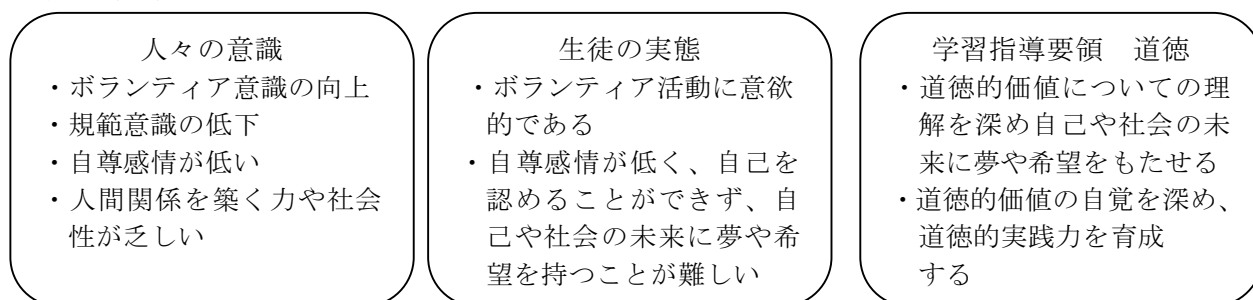 人々の意識
・ボランティア意識の向上
・規範意識の低下
・自尊感情が低い
・人間関係を築く力や社会
性が乏しい
生徒の実態
・ボランティア活動に意欲
的である
・自尊感情が低く、自己を
認めることができず、自
己や社会の未来に夢や希
望を持つことが難しい
学習指導要領　道徳
・道徳的価値についての理
解を深め自己や社会の未
来に夢や希望をもたせる
・道徳的価値の自覚を深め、
道徳的実践力を育成
する